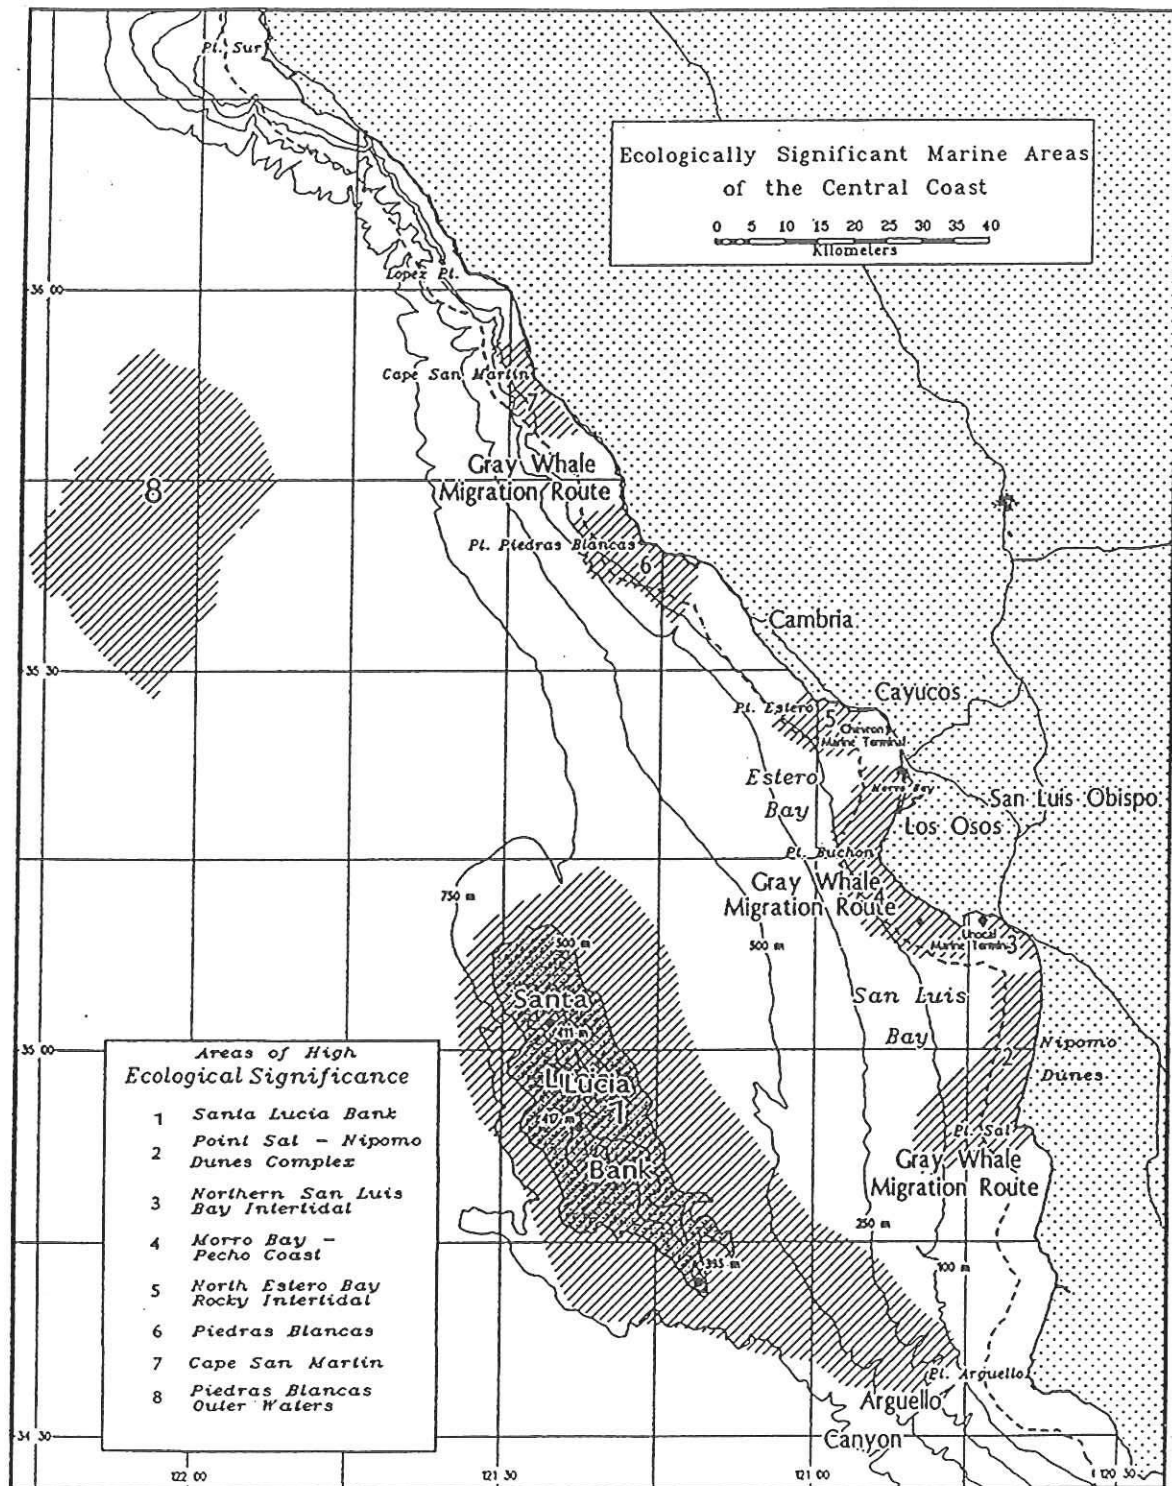 Pt. Sur
Ecologically Significant Marine Areas
of the Central Coast
0 5 10 15 20 25 30 35 40
Kilometers
Lopez Pt.
36 00
Cape San Martin
7
8
Gray Whale
Migration Route
Pt. Piedras Blancas
6
Cambria
35 30
Cayucos
Pt. Estero
5
Chevron
Marine Terminal
Estero
Bay
Morro Bay
San Luis Obispo
Los Osos
Pt. Buchon
Gray Whale
Migration Route
4
750 m
500 m
500 m
Unocal
Marine Terminal
3
Santa
San Luis
Bay
411 m
35 00
Nipomo
Dunes
2
Lucia
1
417 m
Pt. Sal
Bank
Gray Whale
Migration Route
250 m
393 m
100 m
Pt. Arguello
Arguello
Canyon
Areas of High
Ecological Significance
1 Santa Lucia Bank
2 Point Sal - Nipomo
Dunes Complex
3 Northern San Luis
Bay Intertidal
4 Morro Bay -
Pecho Coast
5 North Estero Bay
Rocky Intertidal
6 Piedras Blancas
7 Cape San Martin
8 Piedras Blancas
Outer Waters
34 30
122 00
121 30
121 00
120 30